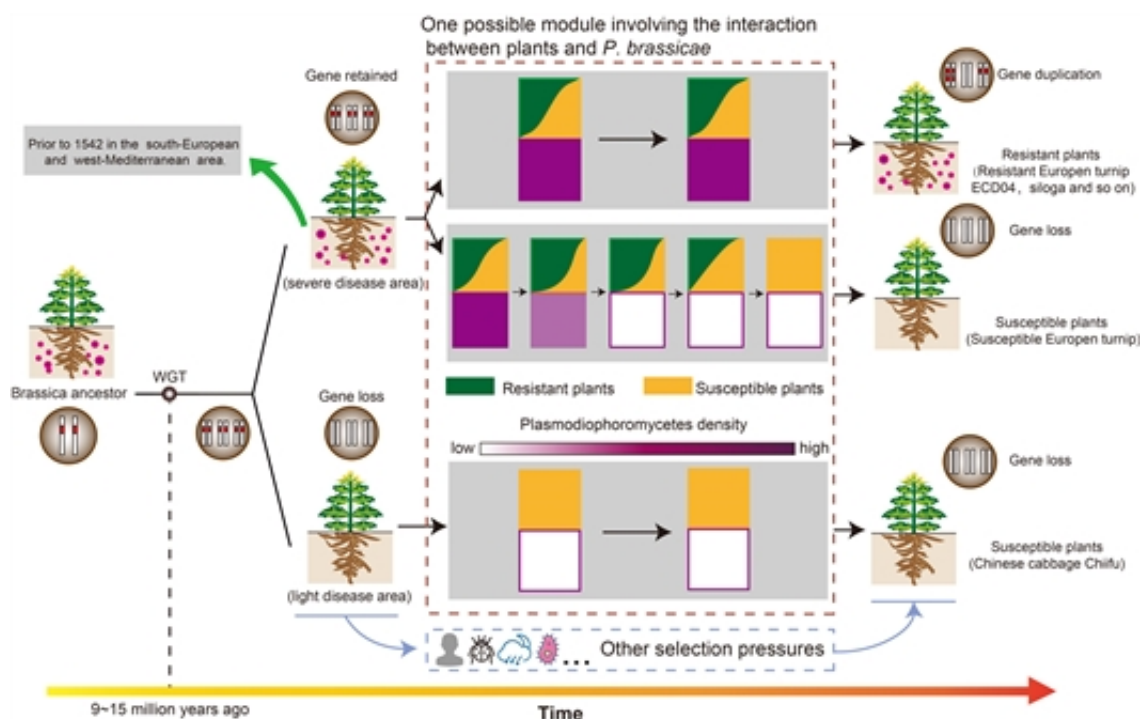 One possible module involving the interaction
between plants and P. brassicae
Gene retained
Gene duplication
Prior to 1542 in the south-European
and west-Mediterranean area.
Resistant plants
(Resistant Europen turnip
ECD04, siloga and so on)
Gene loss
(severe disease area)
Susceptible plants
(Susceptible Europen turnip)
Brassica ancestor
WGT
Gene loss
Resistant plants
Susceptible plants
Plasmodiophoromycetes density
low
high
Gene loss
Susceptible plants
(Chinese cabbage Chiifu)
(light disease area)
... Other selection pressures
9~15 million years ago
Time